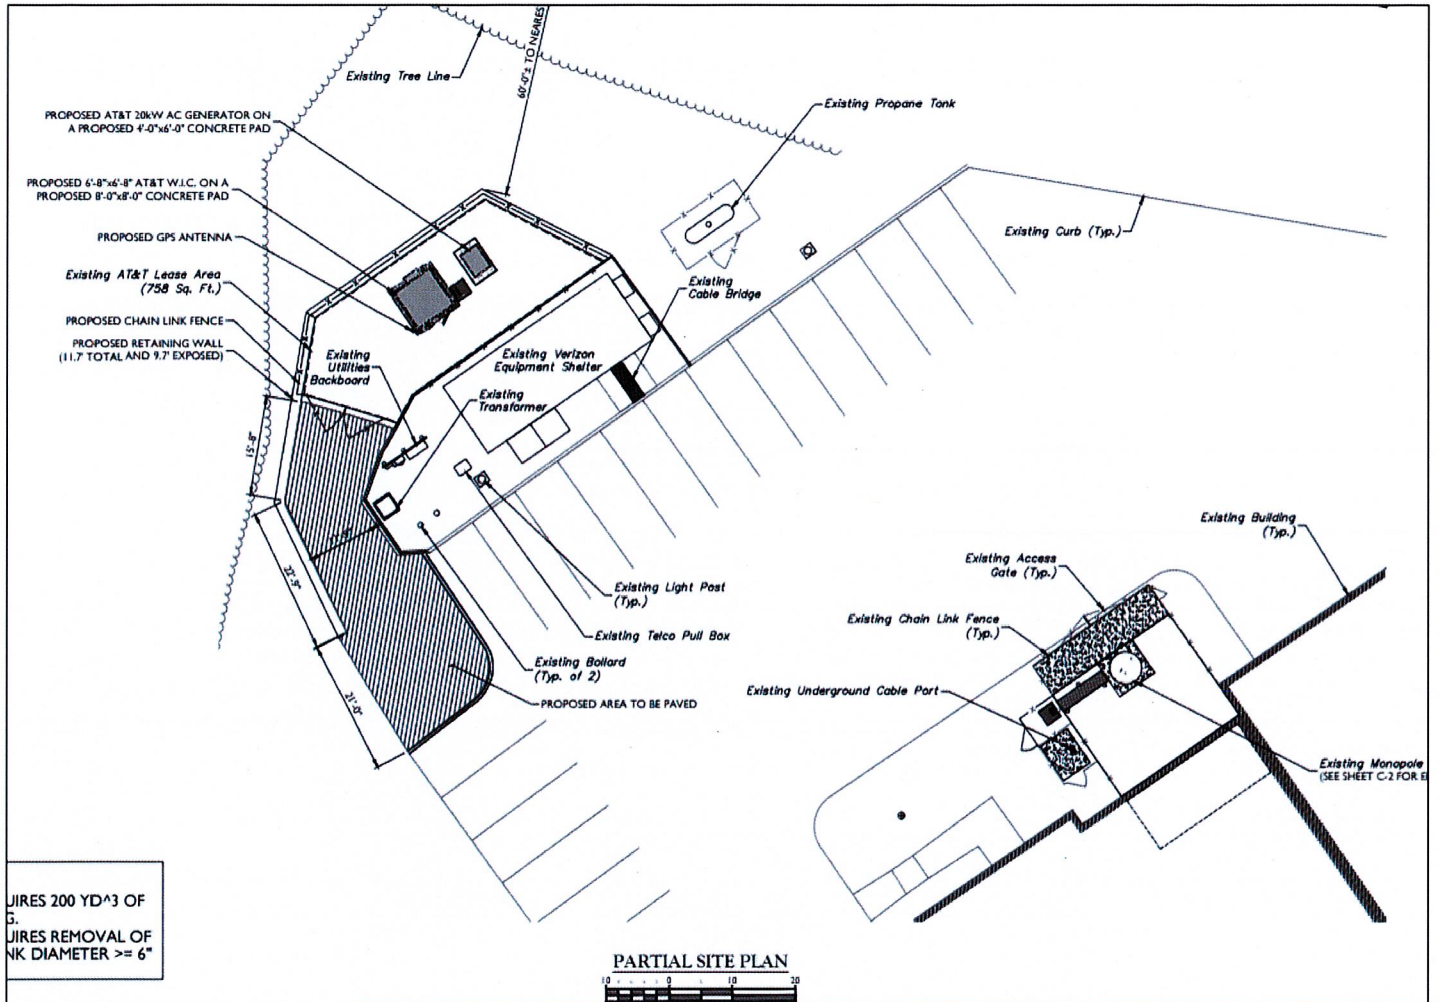 60'-0"± TO NEARES
Existing Tree Line
PROPOSED AT&T 20kW AC GENERATOR ON
A PROPOSED 4'-0"x6'-0" CONCRETE PAD
Existing Propane Tank
PROPOSED 6'-8"x6'-8" AT&T W.I.C. ON A
PROPOSED 8'-0"x8'-0" CONCRETE PAD
PROPOSED GPS ANTENNA
Existing Curb (Typ.)
Existing AT&T Lease Area
(758 Sq. Ft.)
Existing
Cable Bridge
PROPOSED CHAIN LINK FENCE
PROPOSED RETAINING WALL
(11.7' TOTAL AND 9.7' EXPOSED)
Existing
Utilities
Backboard
Existing Verizon
Equipment Shelter
Existing
Transformer
15'-8"
22'-9"
21'-0"
Existing Light Post
(Typ.)
Existing Telco Pull Box
Existing Bollard
(Typ. of 2)
PROPOSED AREA TO BE PAVED
Existing Building
(Typ.)
Existing Access
Gate (Typ.)
Existing Chain Link Fence
(Typ.)
Existing Underground Cable Port
Existing Monopole
(SEE SHEET C-2 FOR
UIRES 200 YD^3 OF
G.
UIRES REMOVAL OF
NK DIAMETER >= 6"
PARTIAL SITE PLAN
10 0 10 20